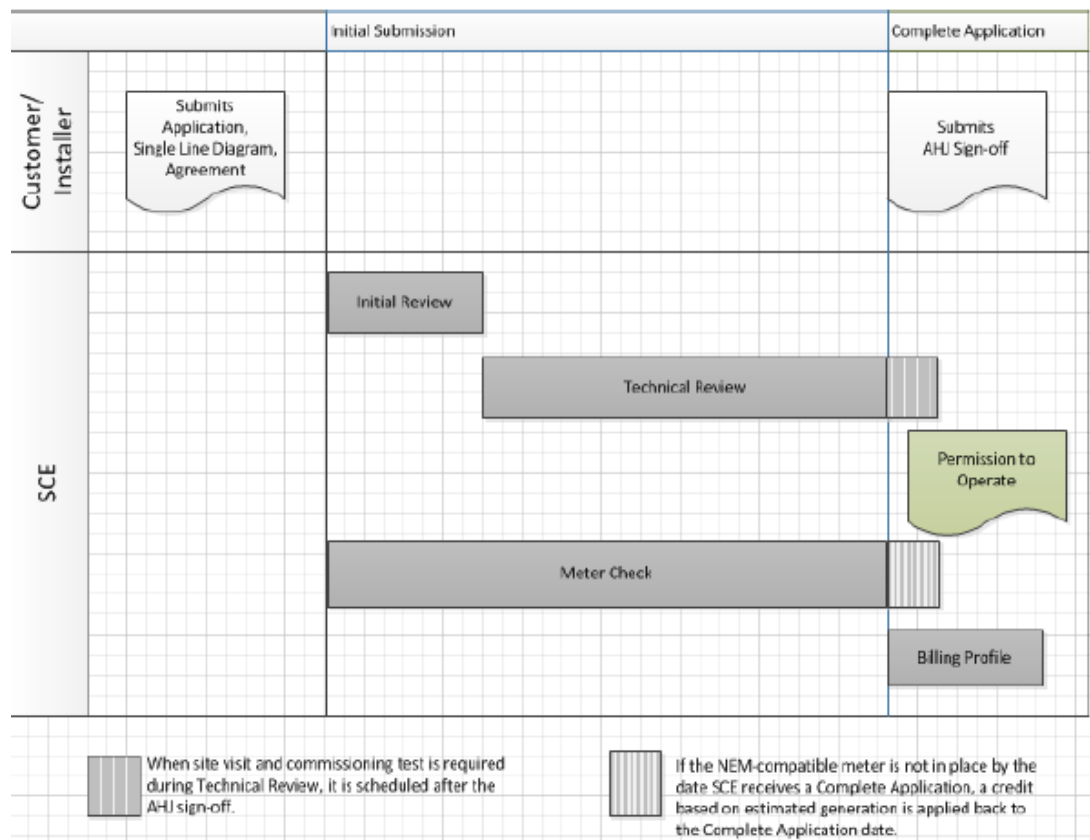 Initial Submission
Complete Application
Customer/
Installer
Submits
Application,
Single Line Diagram,
Agreement
Submits
AHJ Sign-off
SCE
Initial Review
Technical Review
Permission to
Operate
Meter Check
Billing Profile
When site visit and commissioning test is required
during Technical Review, it is scheduled after the
AHJ sign-off.
If the NEM-compatible meter is not in place by the
date SCE receives a Complete Application, a credit
based on estimated generation is applied back to
the Complete Application date.